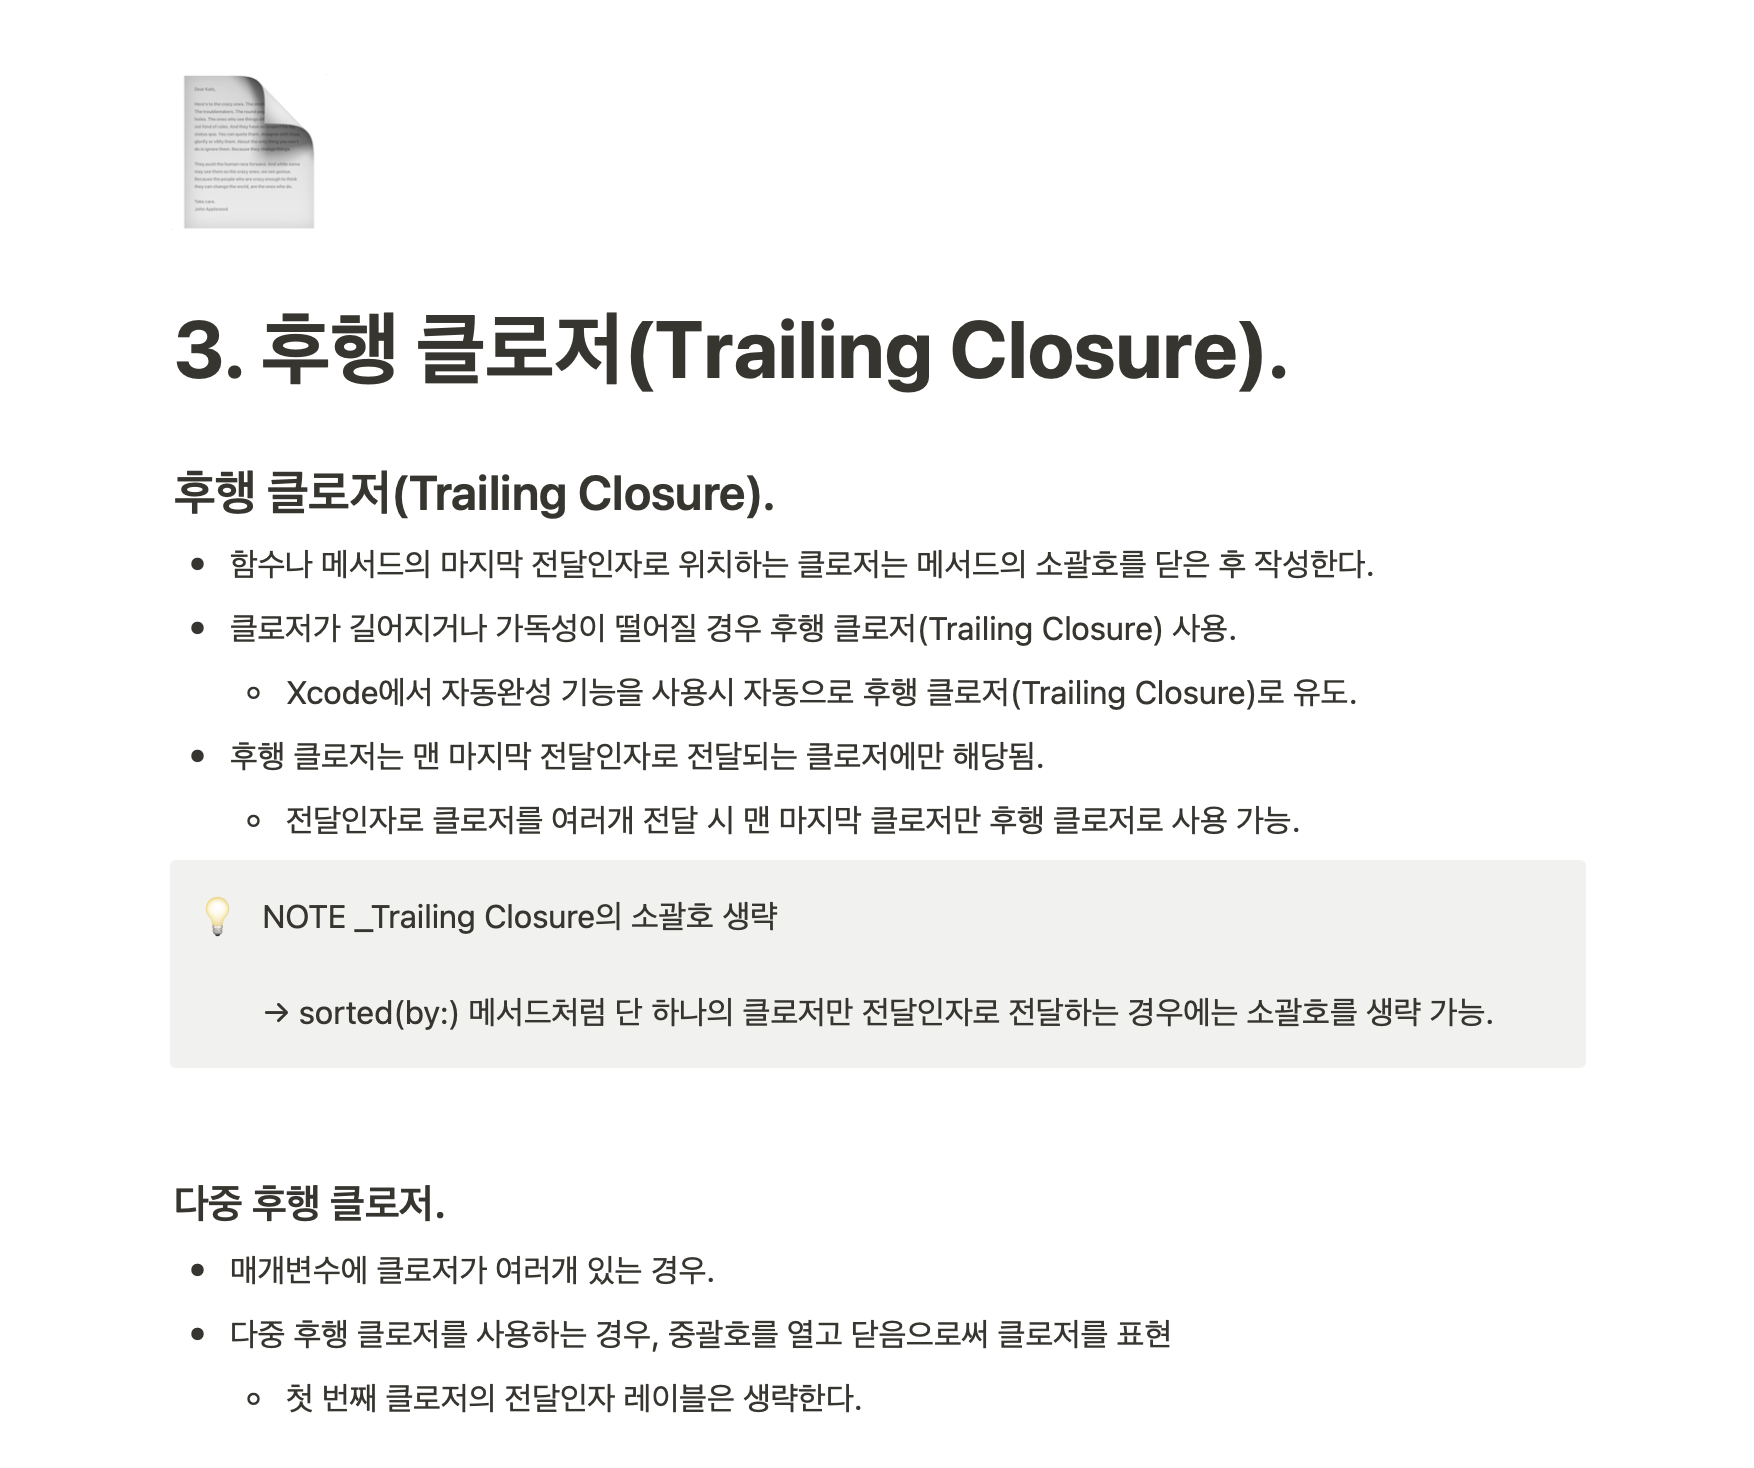 3. 후행 클로저(Trailing Closure).
후행 클로저(Trailing Closure).
함수나 메서드의 마지막 전달인자로 위치하는 클로저는 메서드의 소괄호를 닫은 후 작성한다.
클로저가 길어지거나 가독성이 떨어질 경우 후행 클로저(Trailing Closure) 사용.
Xcode에서 자동완성 기능을 사용시 자동으로 후행 클로저(Trailing Closure)로 유도.
후행 클로저는 맨 마지막 전달인자로 전달되는 클로저에만 해당됨.
전달인자로 클로저를 여러개 전달 시 맨 마지막 클로저만 후행 클로저로 사용 가능.
NOTE _Trailing Closure의 소괄호 생략
→ sorted(by:) 메서드처럼 단 하나의 클로저만 전달인자로 전달하는 경우에는 소괄호를 생략 가능.
다중 후행 클로저.
매개변수에 클로저가 여러개 있는 경우.
다중 후행 클로저를 사용하는 경우, 중괄호를 열고 닫음으로써 클로저를 표현
첫 번째 클로저의 전달인자 레이블은 생략한다.